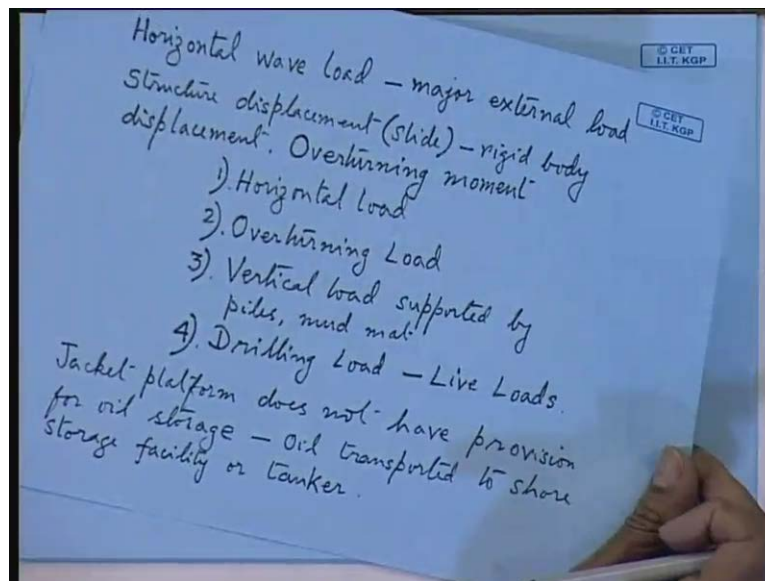 Horizontal wave load – major external load
Structure displacement (slide) – rigid body
displacement. Overturning moment
1). Horizontal load
2). Overturning Load
3). Vertical load supported by
piles, mud mat
4). Drilling Load – Live Loads.
Jacket platform does not have provision
for oil storage – Oil transported to shore
storage facility or tanker.
© CET
I.I.T. KGP
© CET
I.I.T. KGP